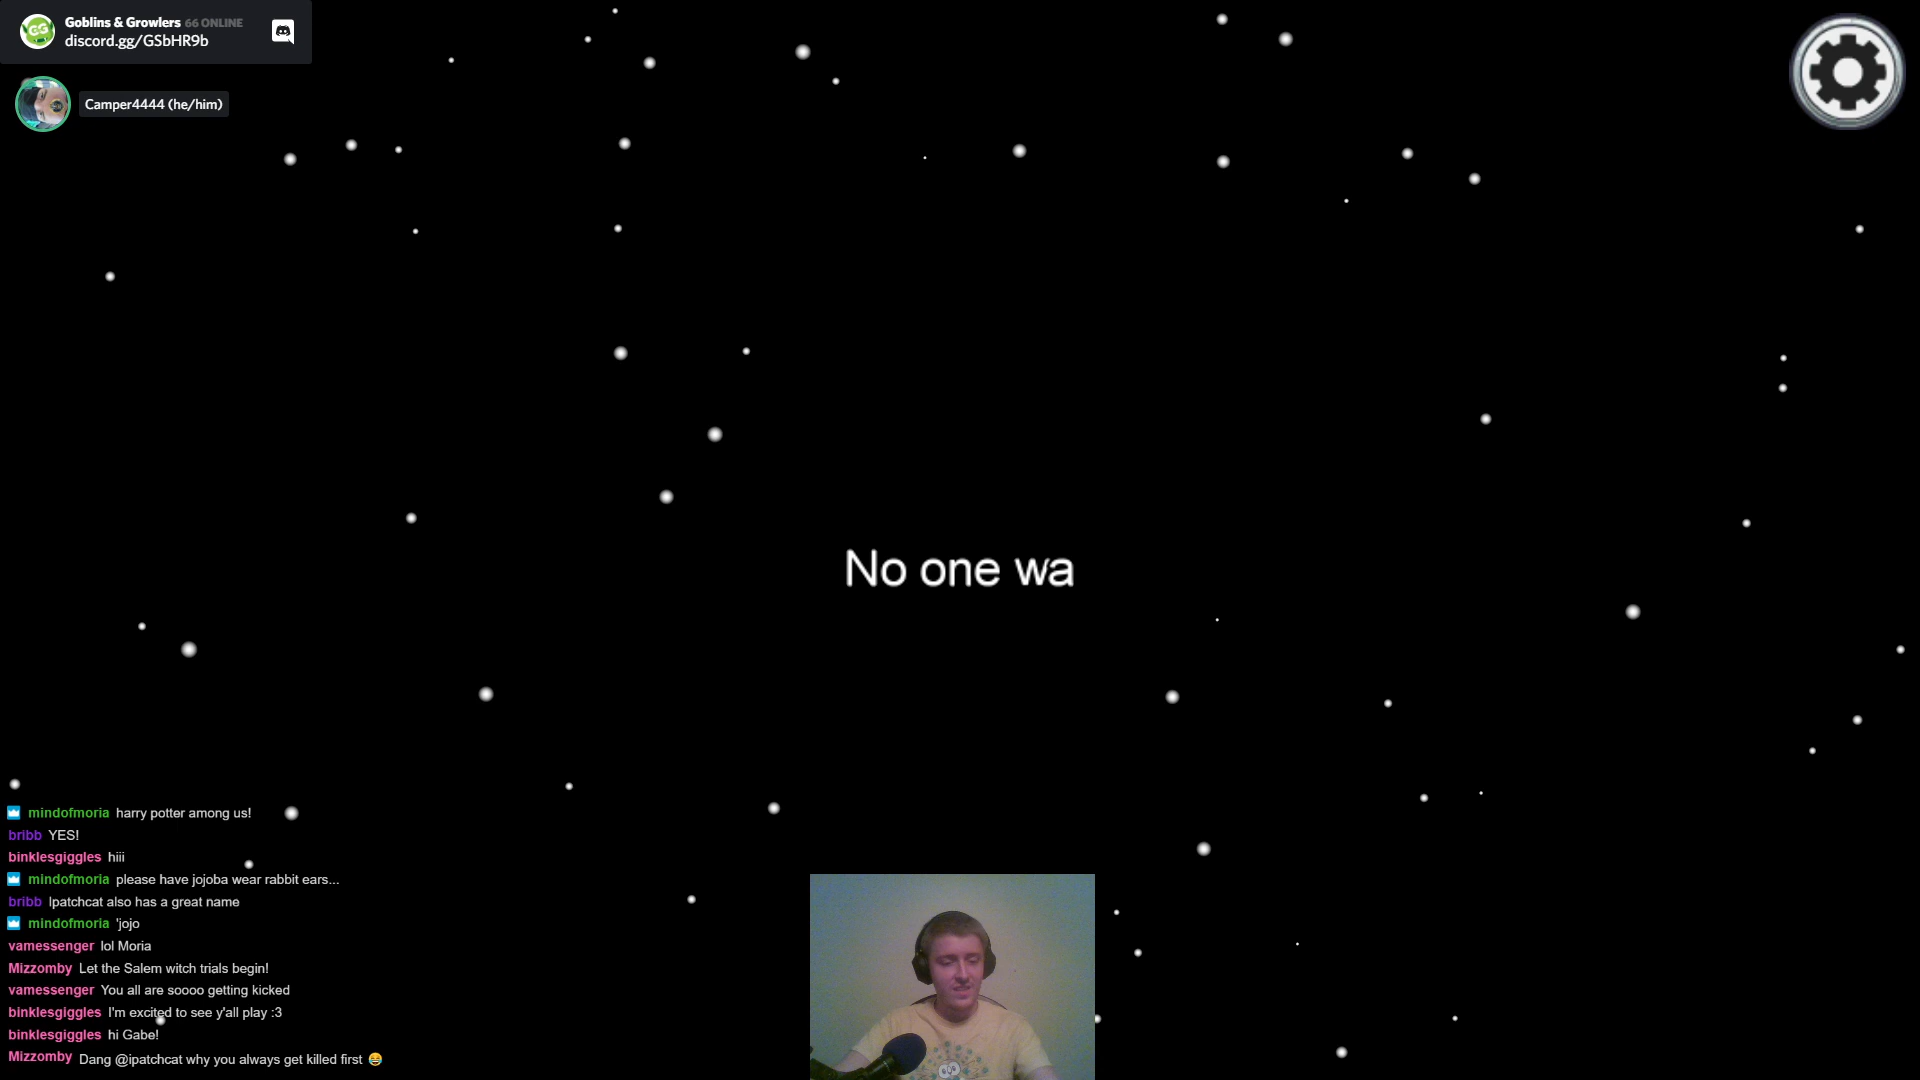 Goblins & Growlers 66 ONLINE
discord.gg/GSbHR9b
Camper4444 (he/him)
No one wa
mindofmoria harry potter among us!
bribb YES!
binklesgiggles hiii
mindofmoria please have jojoba wear rabbit ears...
bribb Ipatchcat also has a great name
mindofmoria 'jojo
vamessenger lol Moria
Mizzomby Let the Salem witch trials begin!
vamessenger You all are soooo getting kicked
binklesgiggles I'm excited to see y'all play :3
binklesgiggles hi Gabe!
Mizzomby Dang @ipatchcat why you always get killed first 😂